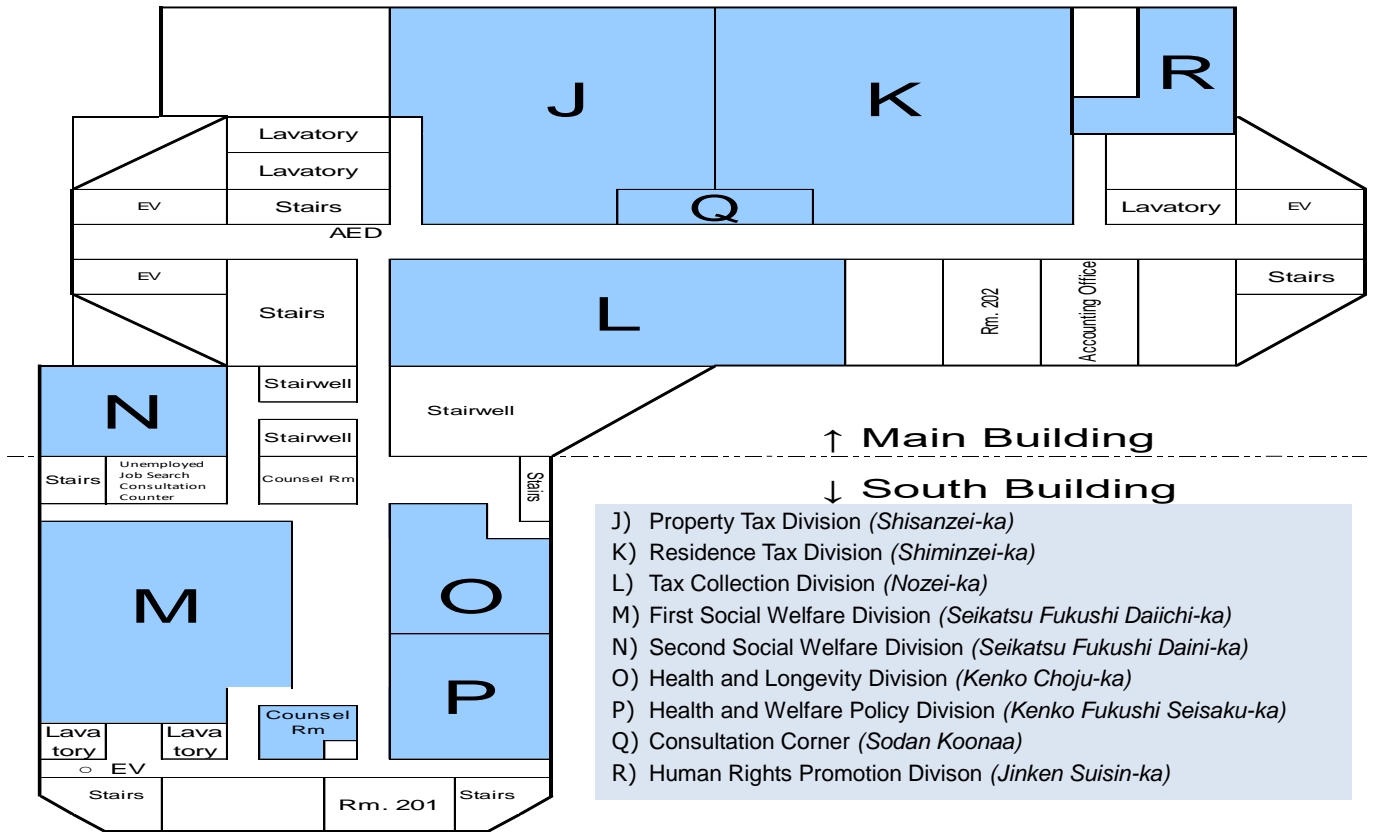 J
K
R
Lavatory
Lavatory
EV
Stairs
Q
Lavatory
EV
AED
EV
Stairs
L
Rm. 202
Accounting Office
Stairs
N
Stairwell
Stairwell
Stairwell
↑ Main Building
Stairs
Unemployed
Job Search
Consultation
Counter
Counsel Rm
Stairs
↓ South Building
M
O
P
Counsel
Rm
Lava
tory
Lava
tory
○ EV
Stairs
Rm. 201
Stairs
J) Property Tax Division (Shisanzei-ka)
K) Residence Tax Division (Shiminzei-ka)
L) Tax Collection Division (Nozei-ka)
M) First Social Welfare Division (Seikatsu Fukushi Daiichi-ka)
N) Second Social Welfare Division (Seikatsu Fukushi Daini-ka)
O) Health and Longevity Division (Kenko Choju-ka)
P) Health and Welfare Policy Division (Kenko Fukushi Seisaku-ka)
Q) Consultation Corner (Sodan Koonaa)
R) Human Rights Promotion Divison (Jinken Suisin-ka)